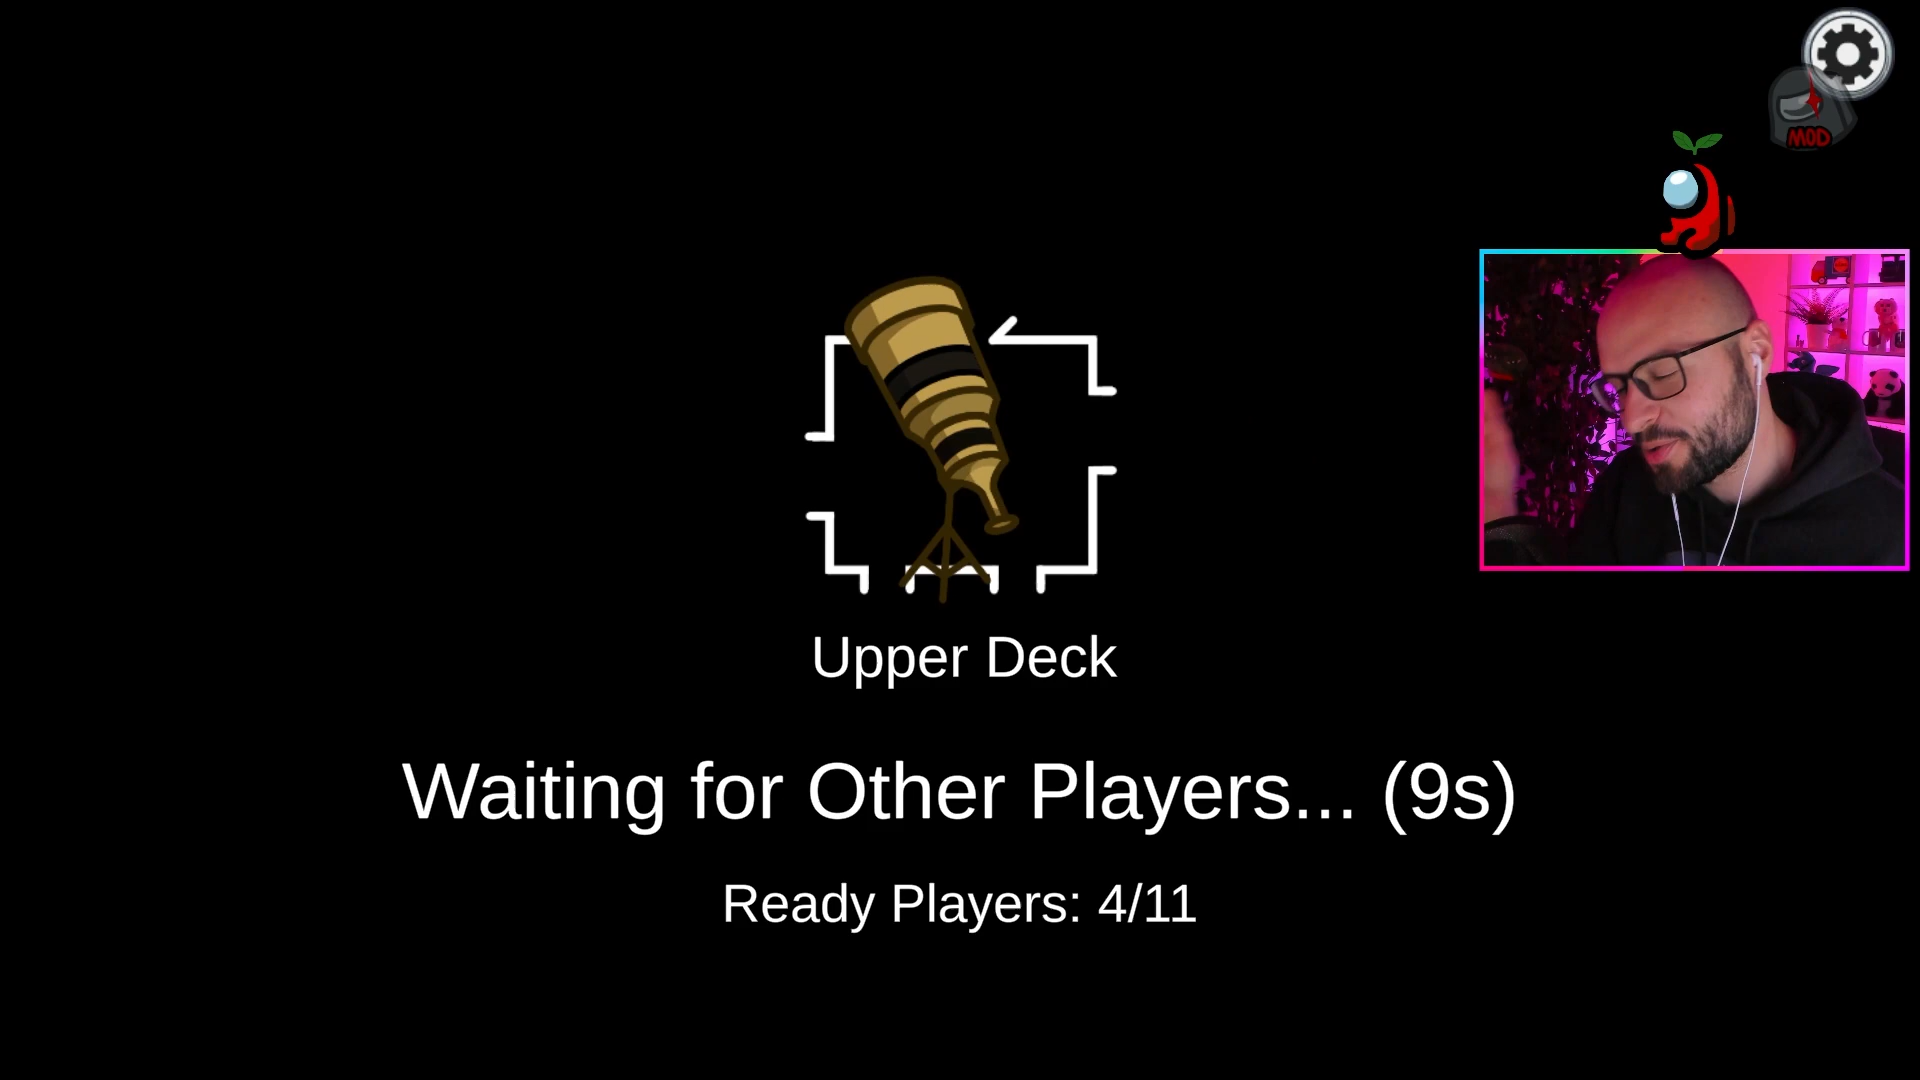 MOD
Upper Deck
Waiting for Other Players... (9s)
Ready Players: 4/11